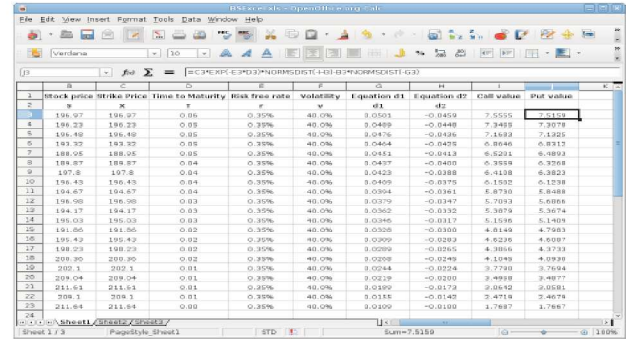 BSExcel.xls - OpenOffice.org Calc
File Edit View Insert Format Tools Data Window Help
Verdana 10
J3 f(x) Σ = =C3*EXP(-E3*D3)*NORMSDIST(-H3)-B3*NORMSDIST(-G3)
B C D E F G H I J K
1 Stock price Strike Price Time to Maturity Risk free rate Volatility Equation d1 Equation d2 Call value Put value
2 S X T r v d1 d2
3 196.97 196.97 0.06 0.35% 40.0% 0.0501 -0.0459 7.5555 7.5159
4 196.23 196.23 0.05 0.35% 40.0% 0.0489 -0.0448 7.3078
5 196.48 196.48 0.05 0.35% 40.0% 0.0476 -0.0436 7.1683 7.1325
6 193.32 193.32 0.05 0.35% 40.0% 0.0464 -0.0425 6.8646 6.8312
7 188.95 188.95 0.05 0.35% 40.0% 0.0451 -0.0413 6.5201 6.4893
8 189.87 189.87 0.04 0.35% 40.0% 0.0437 -0.0400 6.3559 6.3268
9 197.8 197.8 0.04 0.35% 40.0% 0.0423 -0.0388 6.4108 6.3823
10 196.43 196.43 0.04 0.35% 40.0% 0.0409 -0.0375 6.1502 6.1238
11 194.67 194.67 0.04 0.35% 40.0% 0.0394 -0.0361 5.8730 5.8488
12 196.98 196.98 0.03 0.35% 40.0% 0.0379 -0.0347 5.7093 5.6866
13 194.17 194.17 0.03 0.35% 40.0% 0.0362 -0.0332 5.3879 5.3674
14 195.03 195.03 0.03 0.35% 40.0% 0.0346 -0.0317 5.1596 5.1409
15 191.86 191.86 0.02 0.35% 40.0% 0.0328 -0.0300 4.8149 4.7983
16 195.43 195.43 0.02 0.35% 40.0% 0.0309 -0.0283 4.6236 4.6087
17 198.23 198.23 0.02 0.35% 40.0% 0.0289 -0.0265 4.3866 4.3733
18 200.36 200.36 0.02 0.35% 40.0% 0.0268 -0.0245 4.1045 4.0930
19 202.1 202.1 0.01 0.35% 40.0% 0.0244 -0.0224 3.7790 3.7694
20 209.04 209.04 0.01 0.35% 40.0% 0.0219 -0.0200 3.4958 3.4877
21 211.61 211.61 0.01 0.35% 40.0% 0.0189 -0.0173 3.0642 3.0581
22 209.1 209.1 0.01 0.35% 40.0% 0.0155 -0.0142 2.4719 2.4679
23 211.64 211.64 0.00 0.35% 40.0% 0.0109 -0.0100 1.7687 1.7667
24
Sheet1 Sheet2 Sheet3
Sheet 1 / 3 PageStyle_Sheet1 STD Sum=7.5159 100%